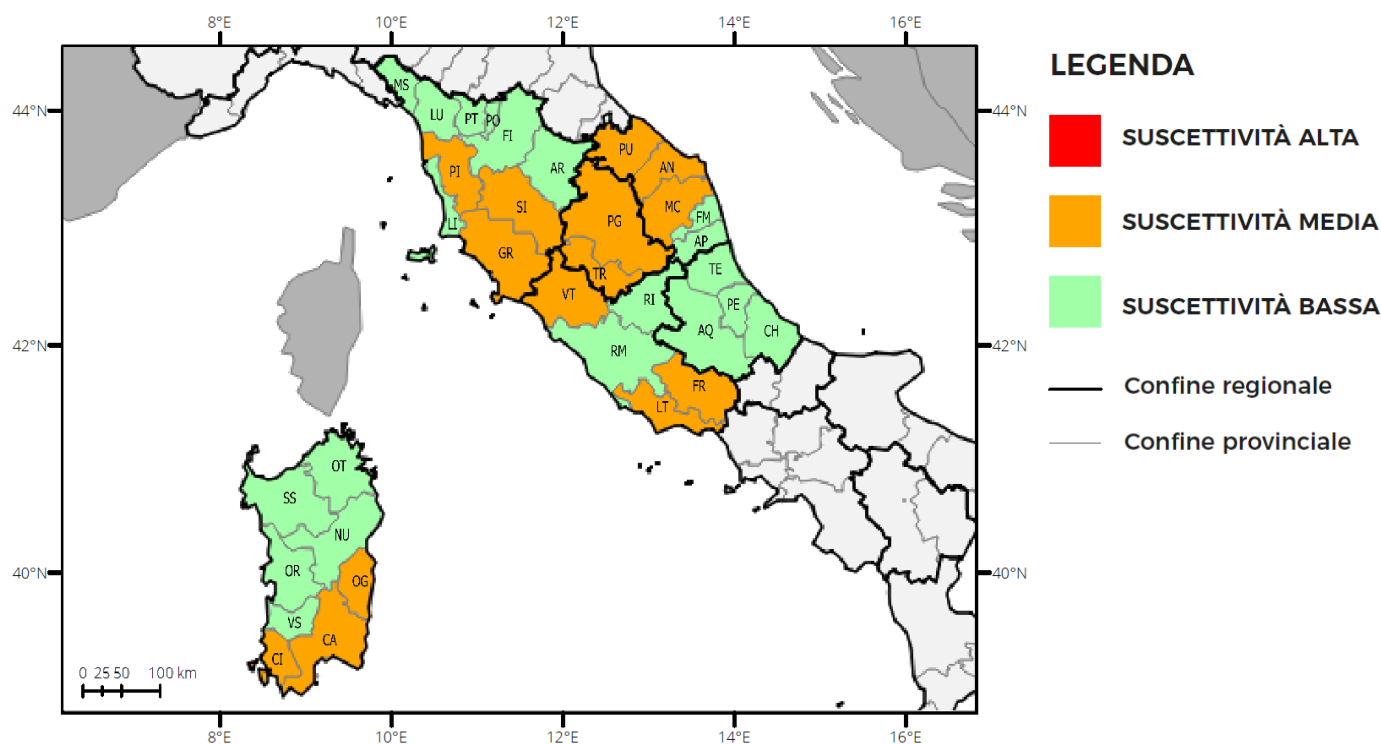 8°E 10°E 12°E 14°E 16°E
LEGENDA
44°N 44°N
MS
LU PT PO
FI
SUSCETTIVITÀ ALTA
PU
AR AN
PI
SI MC FM
PG
LI AP
SUSCETTIVITÀ MEDIA
GR
TR TE
VT RI PE
AQ CH
SUSCETTIVITÀ BASSA
42°N RM 42°N
FR
LT
Confine regionale
Confine provinciale
OT
SS
NU
OR OG
40°N 40°N
VS
CA
CI
0 25 50 100 km
8°E 10°E 12°E 14°E 16°E